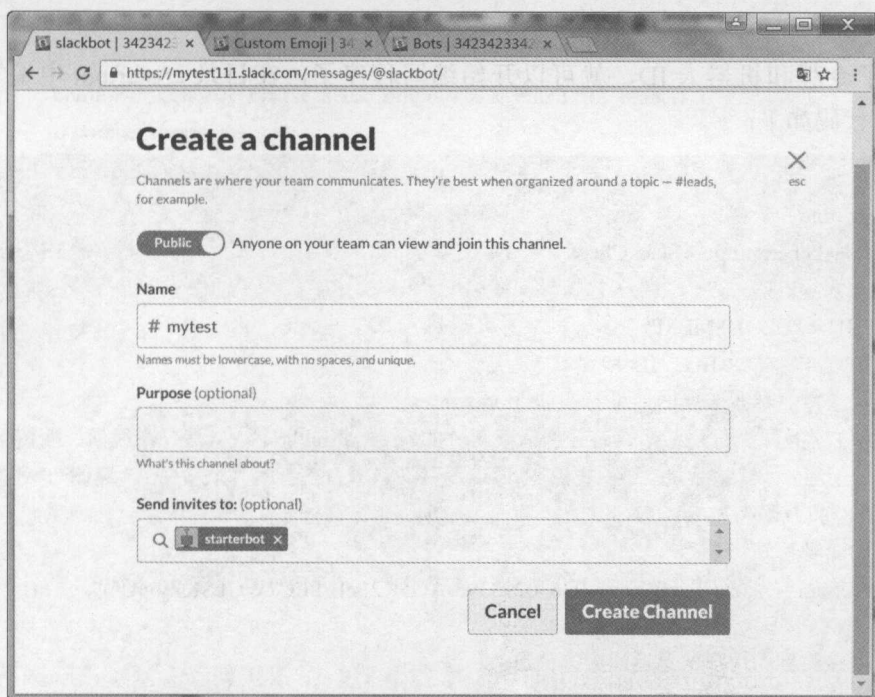 slackbot | 3423423 ×
Custom Emoji | 34 ×
Bots | 3423423342 ×
https://mytest111.slack.com/messages/@slackbot/
Create a channel
esc
Channels are where your team communicates. They're best when organized around a topic — #leads,
for example.
Public Anyone on your team can view and join this channel.
Name
# mytest
Names must be lowercase, with no spaces, and unique.
Purpose (optional)
What's this channel about?
Send invites to: (optional)
starterbot ×
Cancel Create Channel